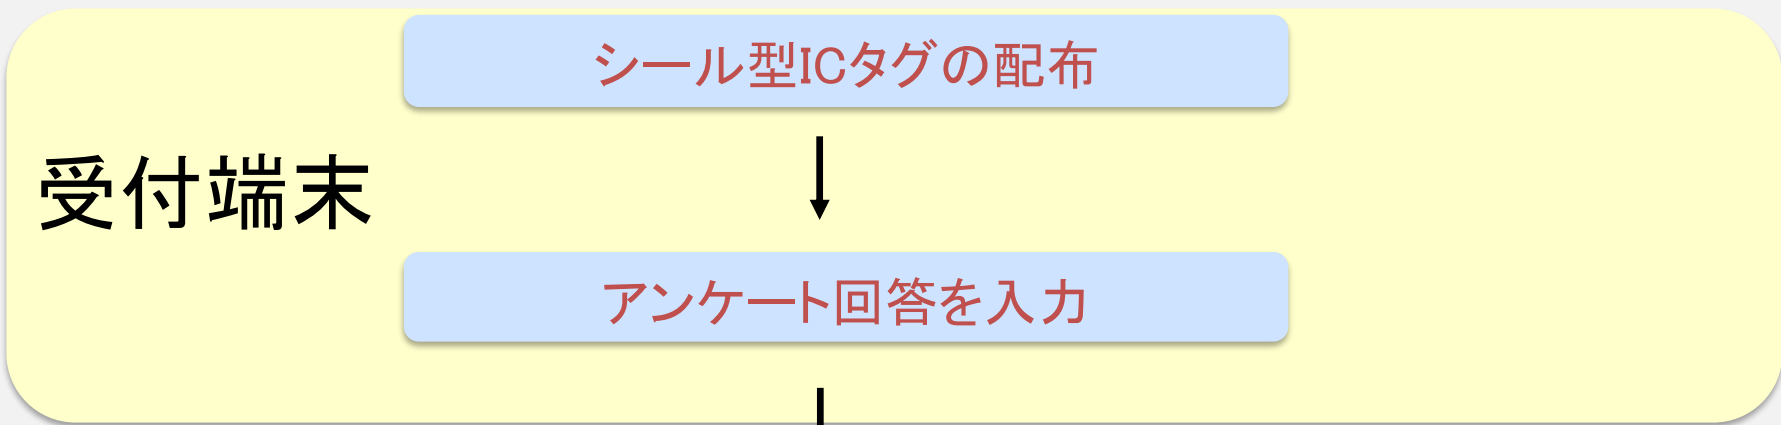 シール型ICタグの配布
受付端末
アンケート回答を入力